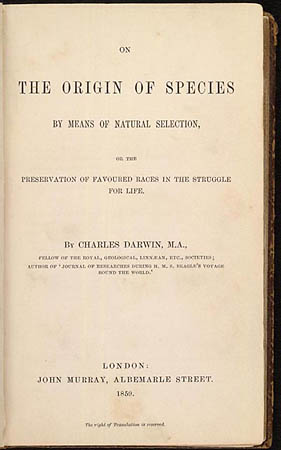 ON
THE ORIGIN OF SPECIES
BY MEANS OF NATURAL SELECTION,
OR THE
PRESERVATION OF FAVOURED RACES IN THE STRUGGLE
FOR LIFE.
BY CHARLES DARWIN, M.A.,
FELLOW OF THE ROYAL, GEOLOGICAL, LINNÆAN, ETC., SOCIETIES;
AUTHOR OF ‘JOURNAL OF RESEARCHES DURING H. M. S. BEAGLE’S VOYAGE
ROUND THE WORLD.’
LONDON:
JOHN MURRAY, ALBEMARLE STREET.
1859.
The right of Translation is reserved.